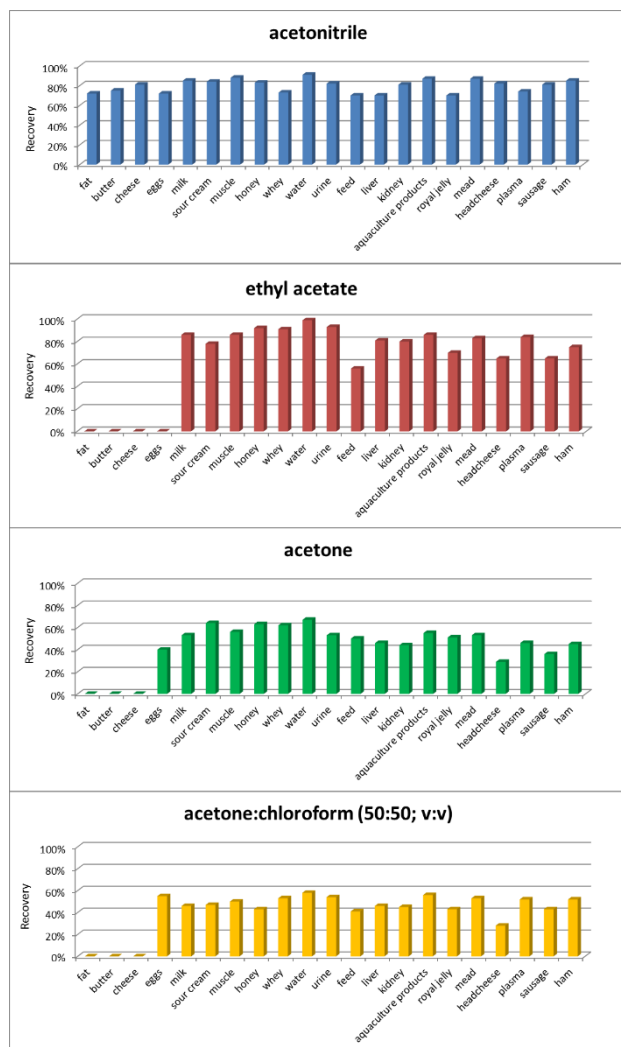 acetonitrile
100%
80%
60%
40%
20%
0%
Recovery
fat
butter
cheese
eggs
milk
sour cream
muscle
honey
whey
water
urine
feed
liver
kidney
aquaculture products
royal jelly
mead
headcheese
plasma
sausage
ham
ethyl acetate
100%
80%
60%
40%
20%
0%
Recovery
fat
butter
cheese
eggs
milk
sour cream
muscle
honey
whey
water
urine
feed
liver
kidney
aquaculture products
royal jelly
mead
headcheese
plasma
sausage
ham
acetone
100%
80%
60%
40%
20%
0%
Recovery
fat
butter
cheese
eggs
milk
sour cream
muscle
honey
whey
water
urine
feed
liver
kidney
aquaculture products
royal jelly
mead
headcheese
plasma
sausage
ham
acetone:chloroform (50:50; v:v)
100%
80%
60%
40%
20%
0%
Recovery
fat
butter
cheese
eggs
milk
sour cream
muscle
honey
whey
water
urine
feed
liver
kidney
aquaculture products
royal jelly
mead
headcheese
plasma
sausage
ham